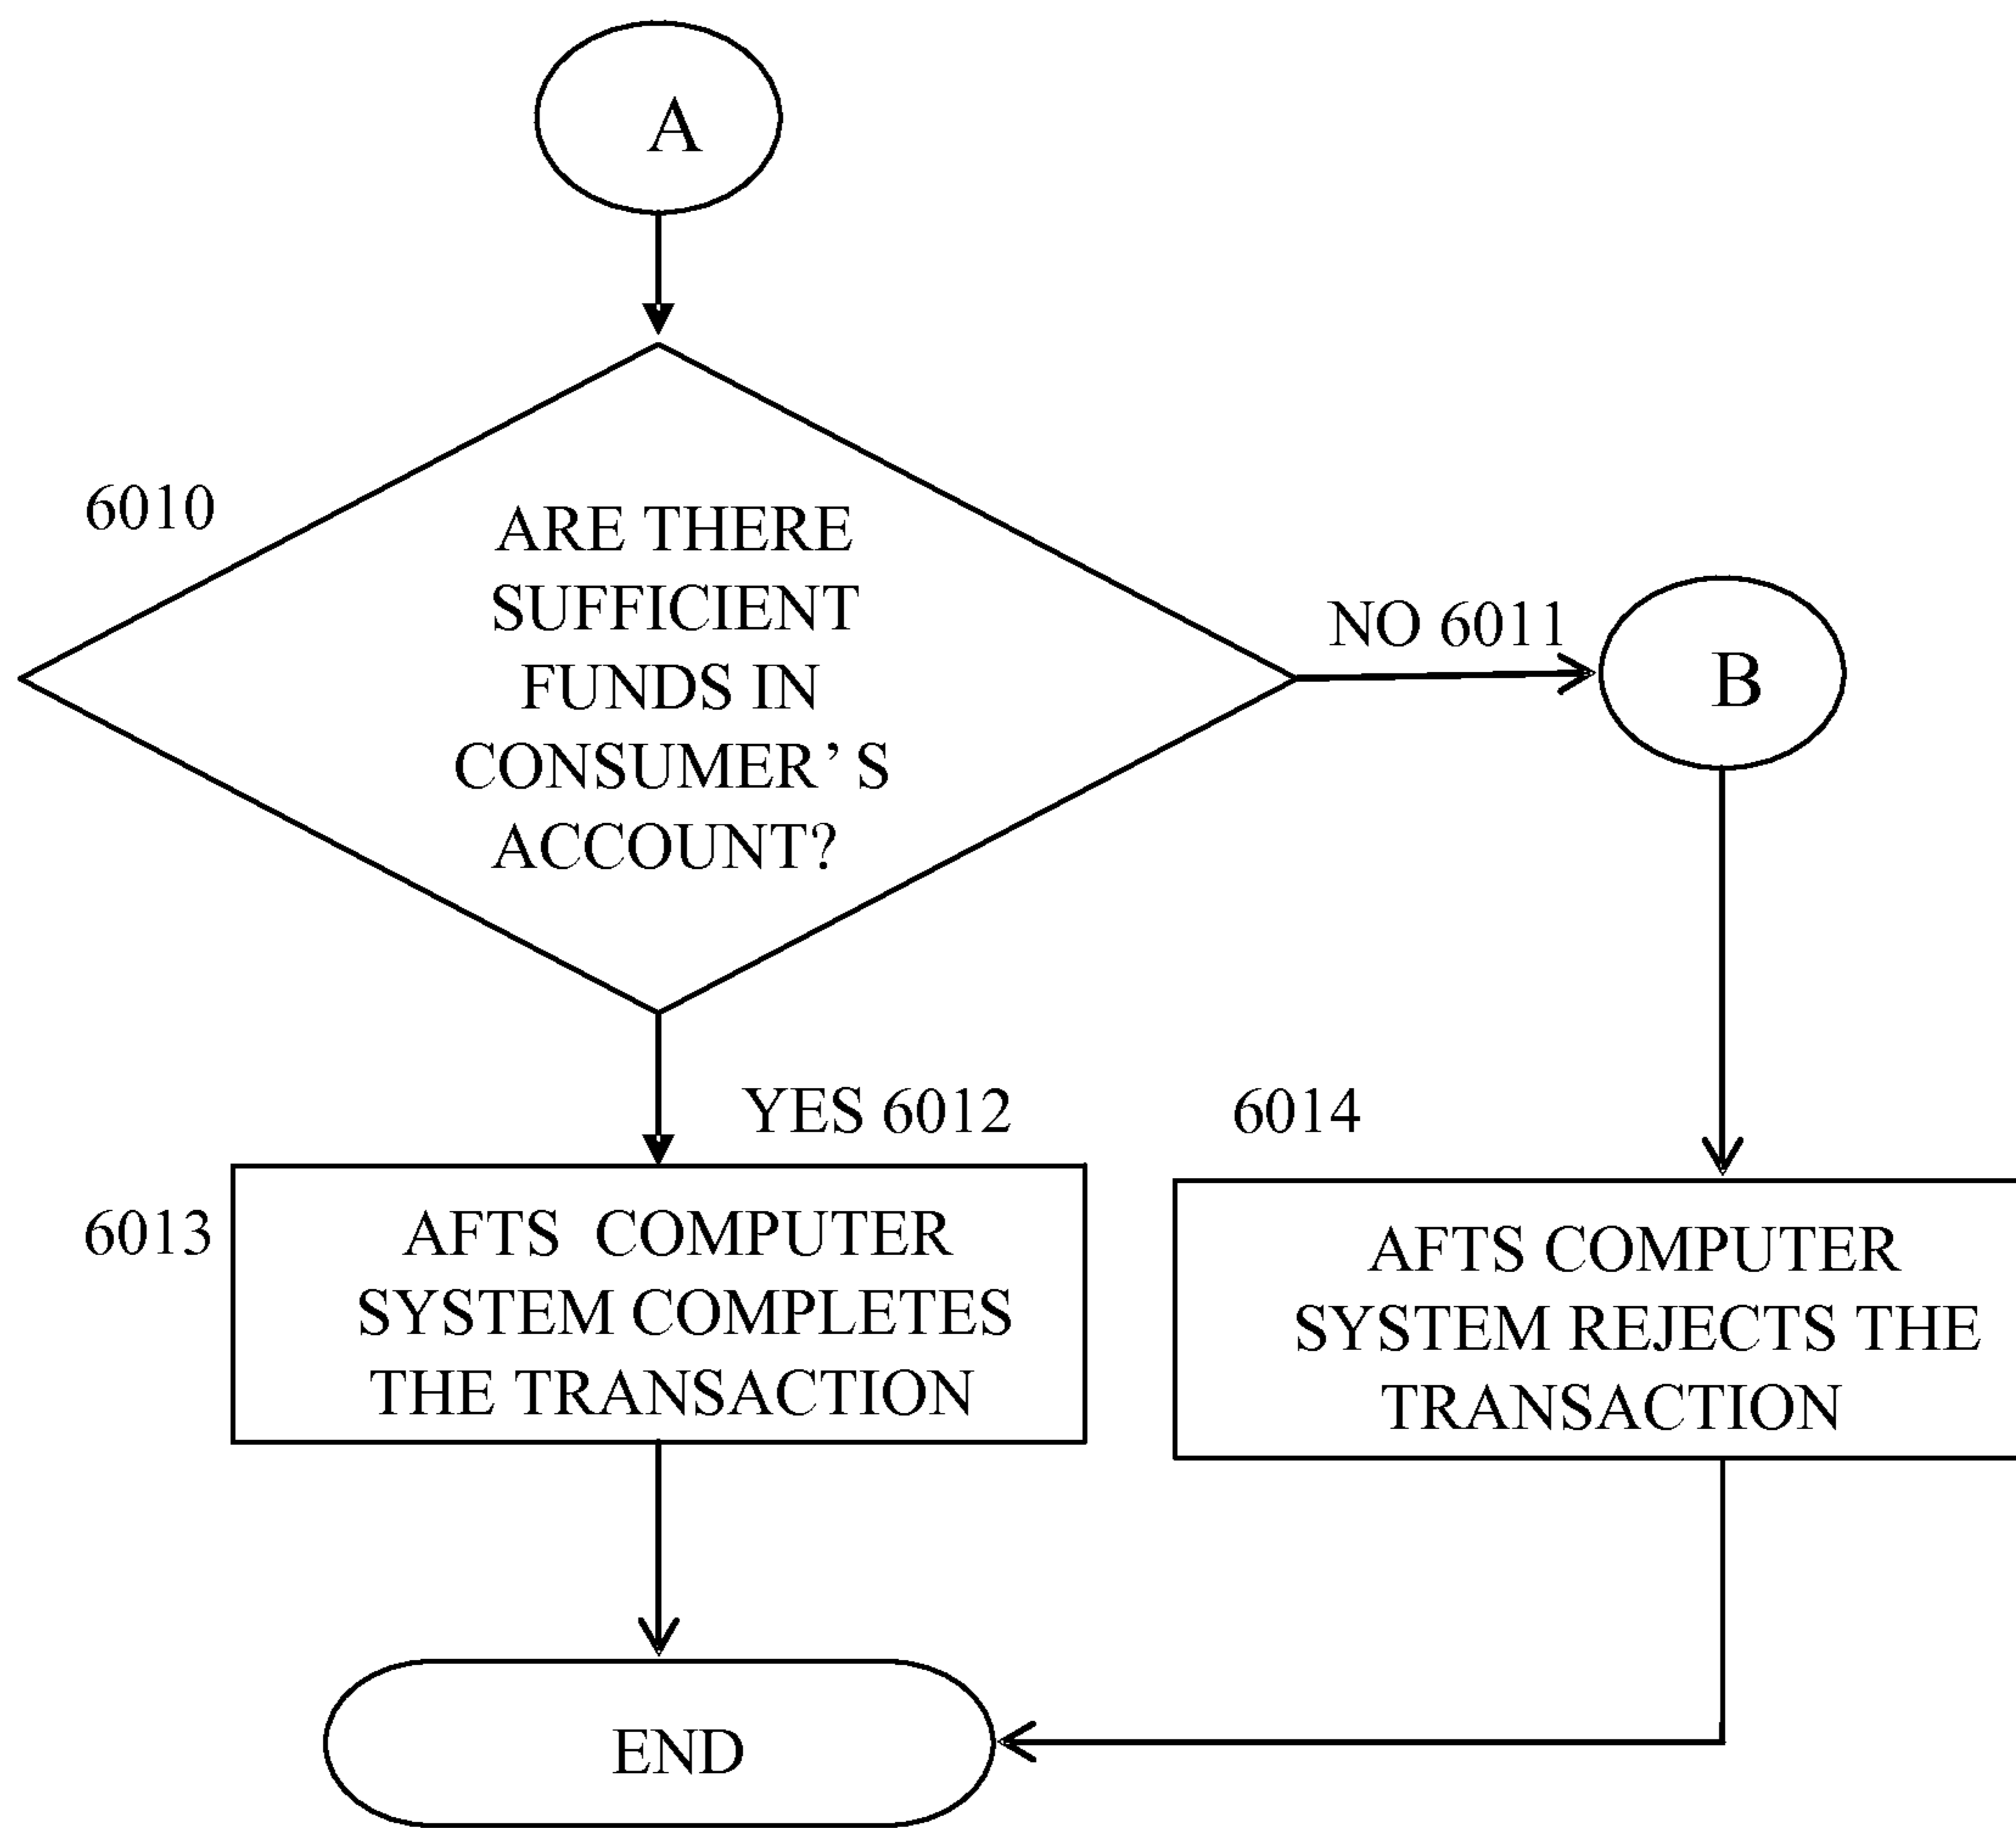 A
6010
ARE THERE
SUFFICIENT
FUNDS IN
CONSUMER'S
ACCOUNT?
NO 6011
B
YES 6012
6014
6013
AFTS COMPUTER
SYSTEM COMPLETES
THE TRANSACTION
AFTS COMPUTER
SYSTEM REJECTS THE
TRANSACTION
END